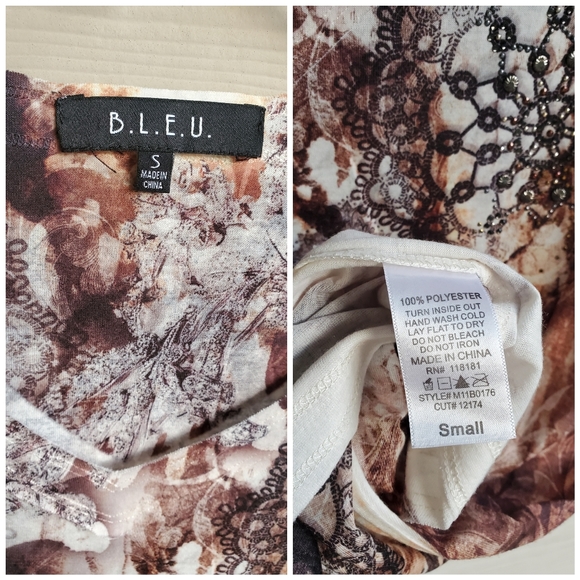 B.L.E.U.
S
MADE IN
CHINA
100% POLYESTER
TURN INSIDE OUT
HAND WASH COLD
LAY FLAT TO DRY
DO NOT BLEACH
DO NOT IRON
MADE IN CHINA
RN# 118181
STYLE# M11B0176
CUT# 12174
Small